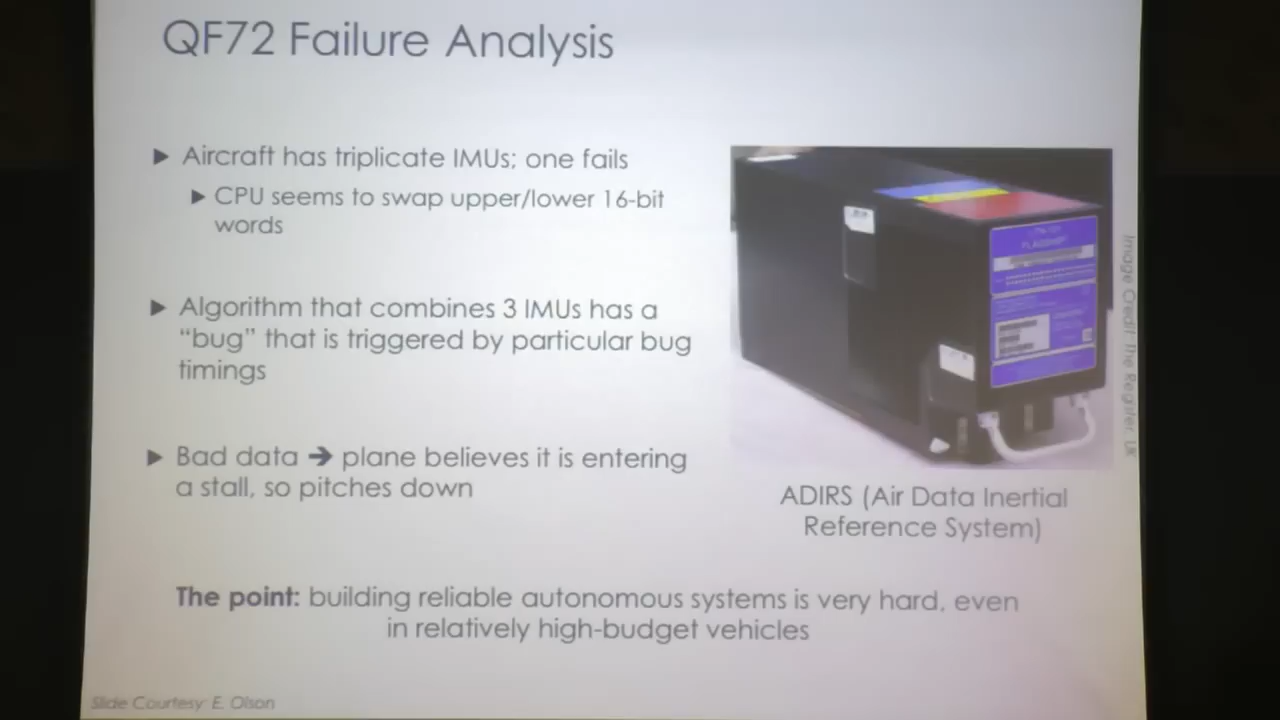 QF72 Failure Analysis
Aircraft has triplicate IMUs; one fails
CPU seems to swap upper/lower 16-bit
words
Algorithm that combines 3 IMUs has a
“bug” that is triggered by particular bug
timings
Bad data ➔ plane believes it is entering
a stall, so pitches down
ADIRS (Air Data Inertial
Reference System)
The point: building reliable autonomous systems is very hard, even
in relatively high-budget vehicles
Image Credit: The Register, UK
Slide Courtesy: E. Olson